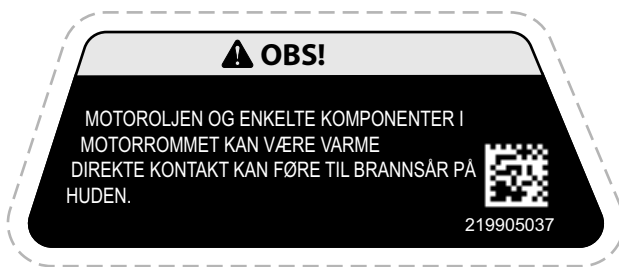 OBS!
MOTOROLJEN OG ENKELTE KOMPONENTER I
MOTORROMMET KAN VÆRE VARME
DIREKTE KONTAKT KAN FØRE TIL BRANNSÅR PÅ
HUDEN.
219905037